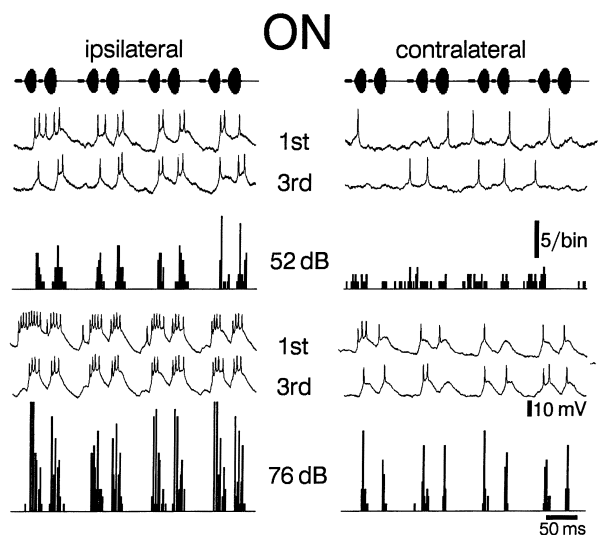 ON
ipsilateral
contralateral
1st
3rd
5/bin
52 dB
1st
3rd
10 mV
76 dB
50 ms